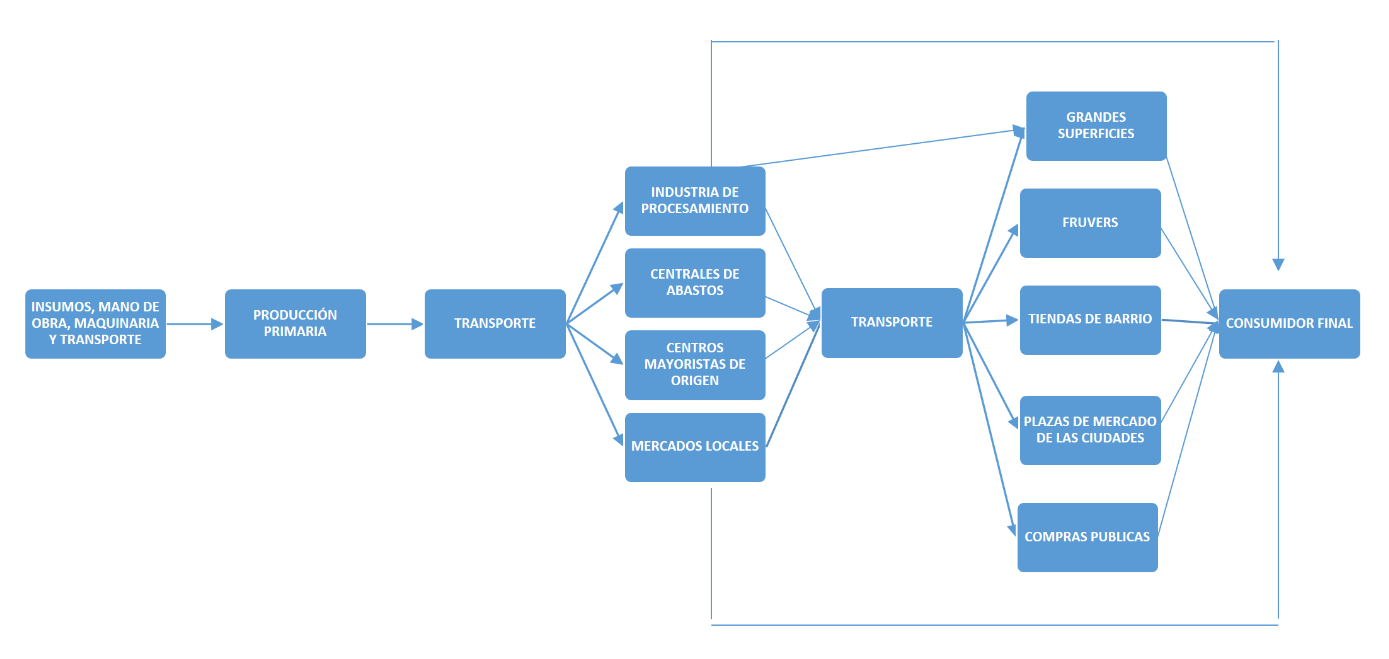 INSUMOS, MANO DE
OBRA, MAQUINARIA
Y TRANSPORTE
PRODUCCIÓN
PRIMARIA
TRANSPORTE
INDUSTRIA DE
PROCESAMIENTO
CENTRALES DE
ABASTOS
CENTROS
MAYORISTAS DE
ORIGEN
MERCADOS LOCALES
TRANSPORTE
GRANDES
SUPERFICIES
FRUVERS
TIENDAS DE BARRIO
PLAZAS DE MERCADO
DE LAS CIUDADES
COMPRAS PUBLICAS
CONSUMIDOR FINAL